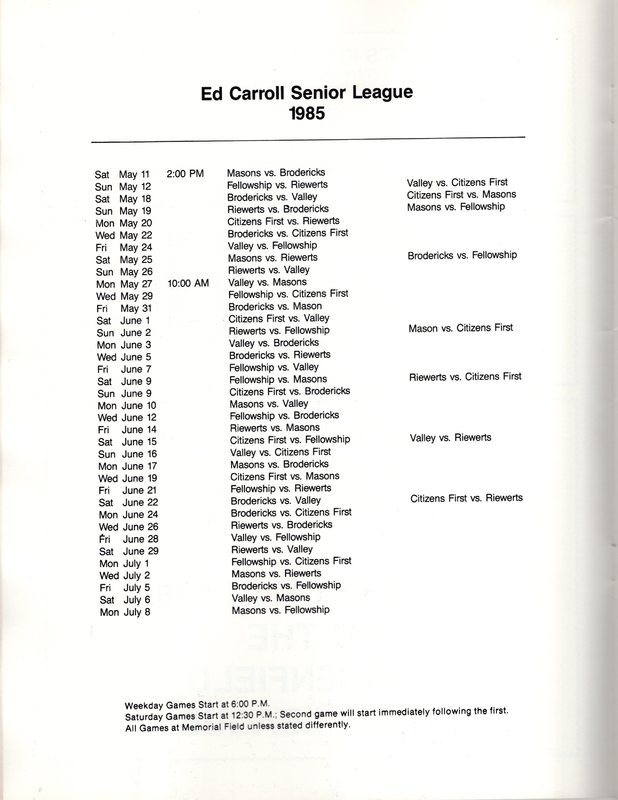 Ed Carroll Senior League
1985
Sat May 11 2:00 PM Masons vs. Brodericks
Sun May 12 Fellowship vs. Riewerts Valley vs. Citizens First
Sat May 18 Brodericks vs. Valley Citizens First vs. Masons
Sun May 19 Riewerts vs. Brodericks Masons vs. Fellowship
Mon May 20 Citizens First vs. Riewerts
Wed May 22 Brodericks vs. Citizens First
Fri May 24 Valley vs. Fellowship
Sat May 25 Masons vs. Riewerts Brodericks vs. Fellowship
Sun May 26 Riewerts vs. Valley
Mon May 27 10:00 AM Valley vs. Masons
Wed May 29 Fellowship vs. Citizens First
Fri May 31 Brodericks vs. Mason
Sat June 1 Citizens First vs. Valley
Sun June 2 Riewerts vs. Fellowship Mason vs. Citizens First
Mon June 3 Valley vs. Brodericks
Wed June 5 Brodericks vs. Riewerts
Fri June 7 Fellowship vs. Valley
Sat June 9 Fellowship vs. Masons Riewerts vs. Citizens First
Sun June 9 Citizens First vs. Brodericks
Mon June 10 Masons vs. Valley
Wed June 12 Fellowship vs. Brodericks
Fri June 14 Riewerts vs. Masons
Sat June 15 Citizens First vs. Fellowship Valley vs. Riewerts
Sun June 16 Valley vs. Citizens First
Mon June 17 Masons vs. Brodericks
Wed June 19 Citizens First vs. Masons
Fri June 21 Fellowship vs. Riewerts
Sat June 22 Brodericks vs. Valley Citizens First vs. Riewerts
Mon June 24 Brodericks vs. Citizens First
Wed June 26 Riewerts vs. Brodericks
Fri June 28 Valley vs. Fellowship
Sat June 29 Riewerts vs. Valley
Mon July 1 Fellowship vs. Citizens First
Wed July 2 Masons vs. Riewerts
Fri July 5 Brodericks vs. Fellowship
Sat July 6 Valley vs. Masons
Mon July 8 Masons vs. Fellowship
Weekday Games Start at 6:00 P.M.
Saturday Games Start at 12:30 P.M.; Second game will start immediately following the first.
All Games at Memorial Field unless stated differently.